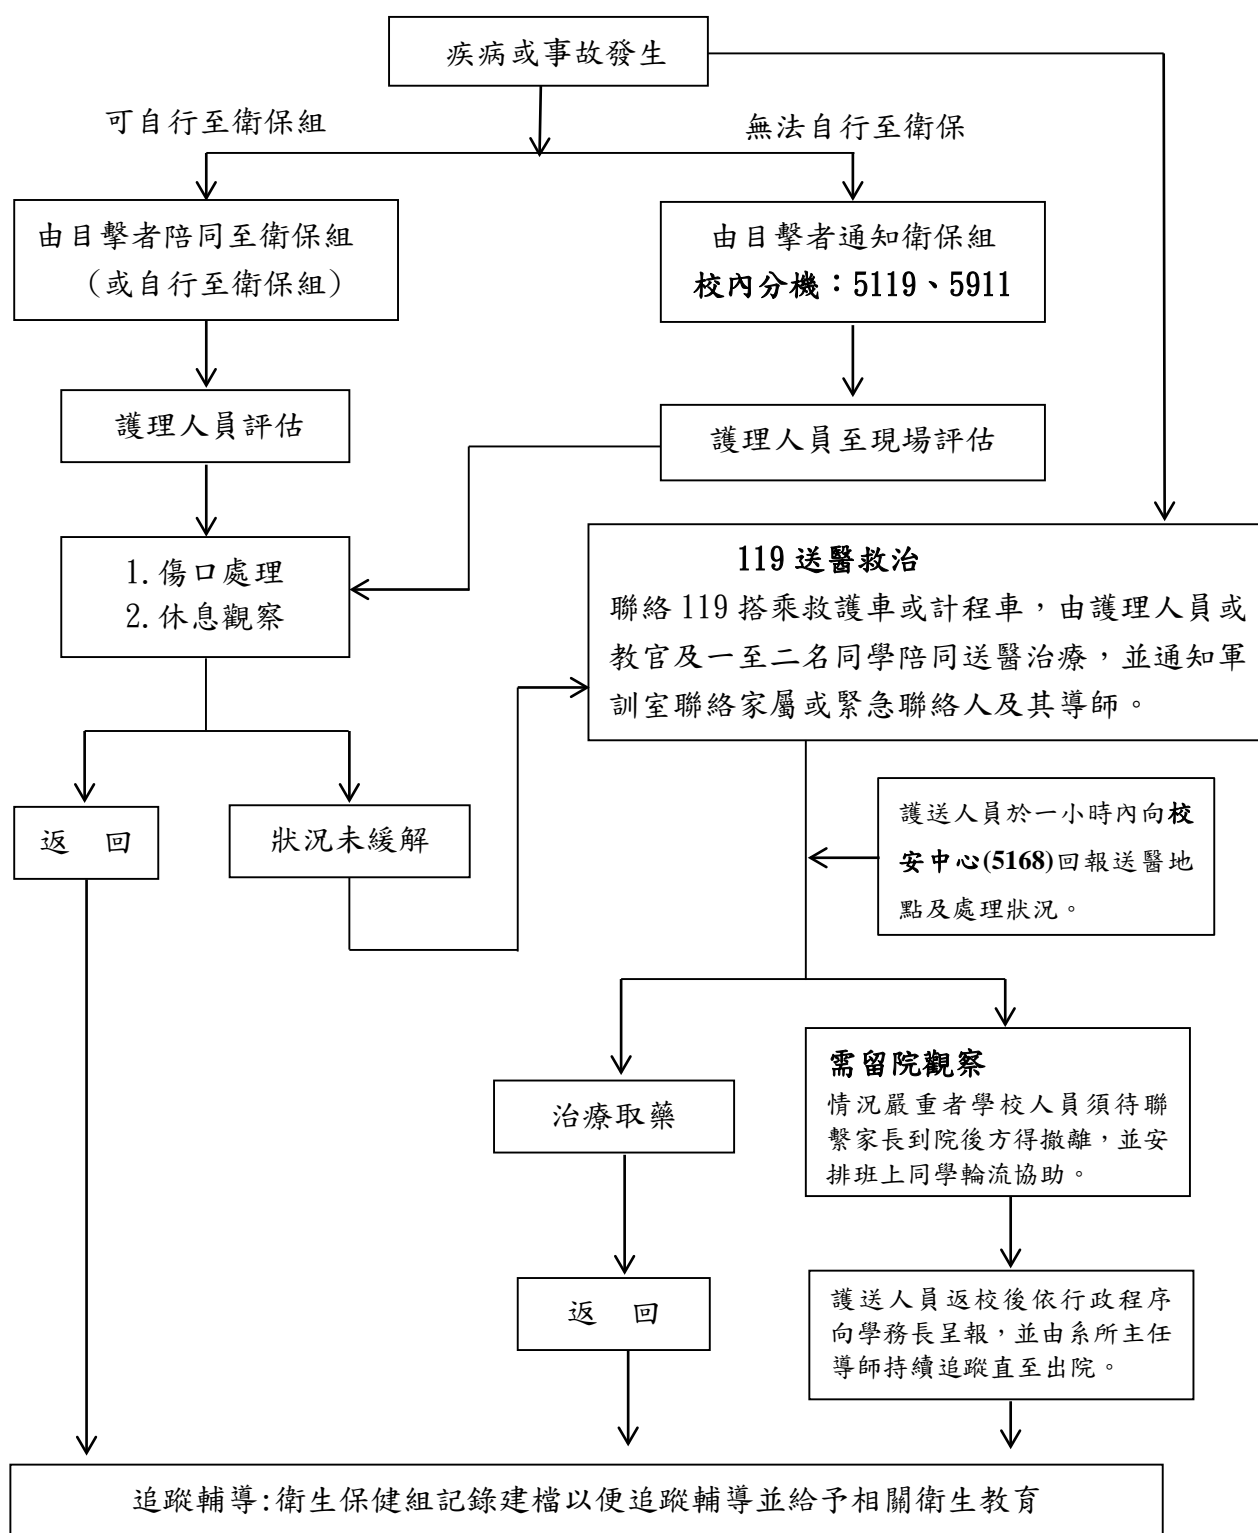 疾病或事故發生
可自行至衛保組
無法自行至衛保
由目擊者陪同至衛保組
(或自行至衛保組)
由目擊者通知衛保組
校內分機：5119、5911
護理人員評估
護理人員至現場評估
1.傷口處理
2.休息觀察
119 送醫救治
聯絡 119 搭乘救護車或計程車，由護理人員或
教官及一至二名同學陪同送醫治療，並通知軍
訓室聯絡家屬或緊急聯絡人及其導師。
返 回
狀況未緩解
護送人員於一小時內向校
安中心(5168)回報送醫地
點及處理狀況。
治療取藥
需留院觀察
情況嚴重者學校人員須待聯
繫家長到院後方得撤離，並安
排班上同學輪流協助。
返 回
護送人員返校後依行政程序
向學務長呈報，並由系所主任
導師持續追蹤直至出院。
追蹤輔導:衛生保健組記錄建檔以便追蹤輔導並給予相關衛生教育